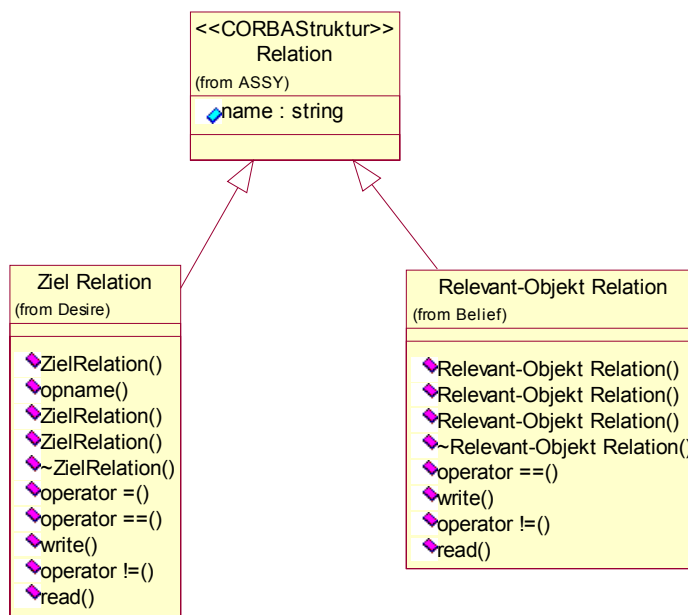 <<CORBAStruktur>>
Relation
(from ASSY)
name : string
Ziel Relation
(from Desire)
ZielRelation()
opname()
ZielRelation()
ZielRelation()
~ZielRelation()
operator =()
operator ==()
write()
operator !=()
read()
Relevant-Objekt Relation
(from Belief)
Relevant-Objekt Relation()
Relevant-Objekt Relation()
Relevant-Objekt Relation()
~Relevant-Objekt Relation()
operator ==()
write()
operator !=()
read()